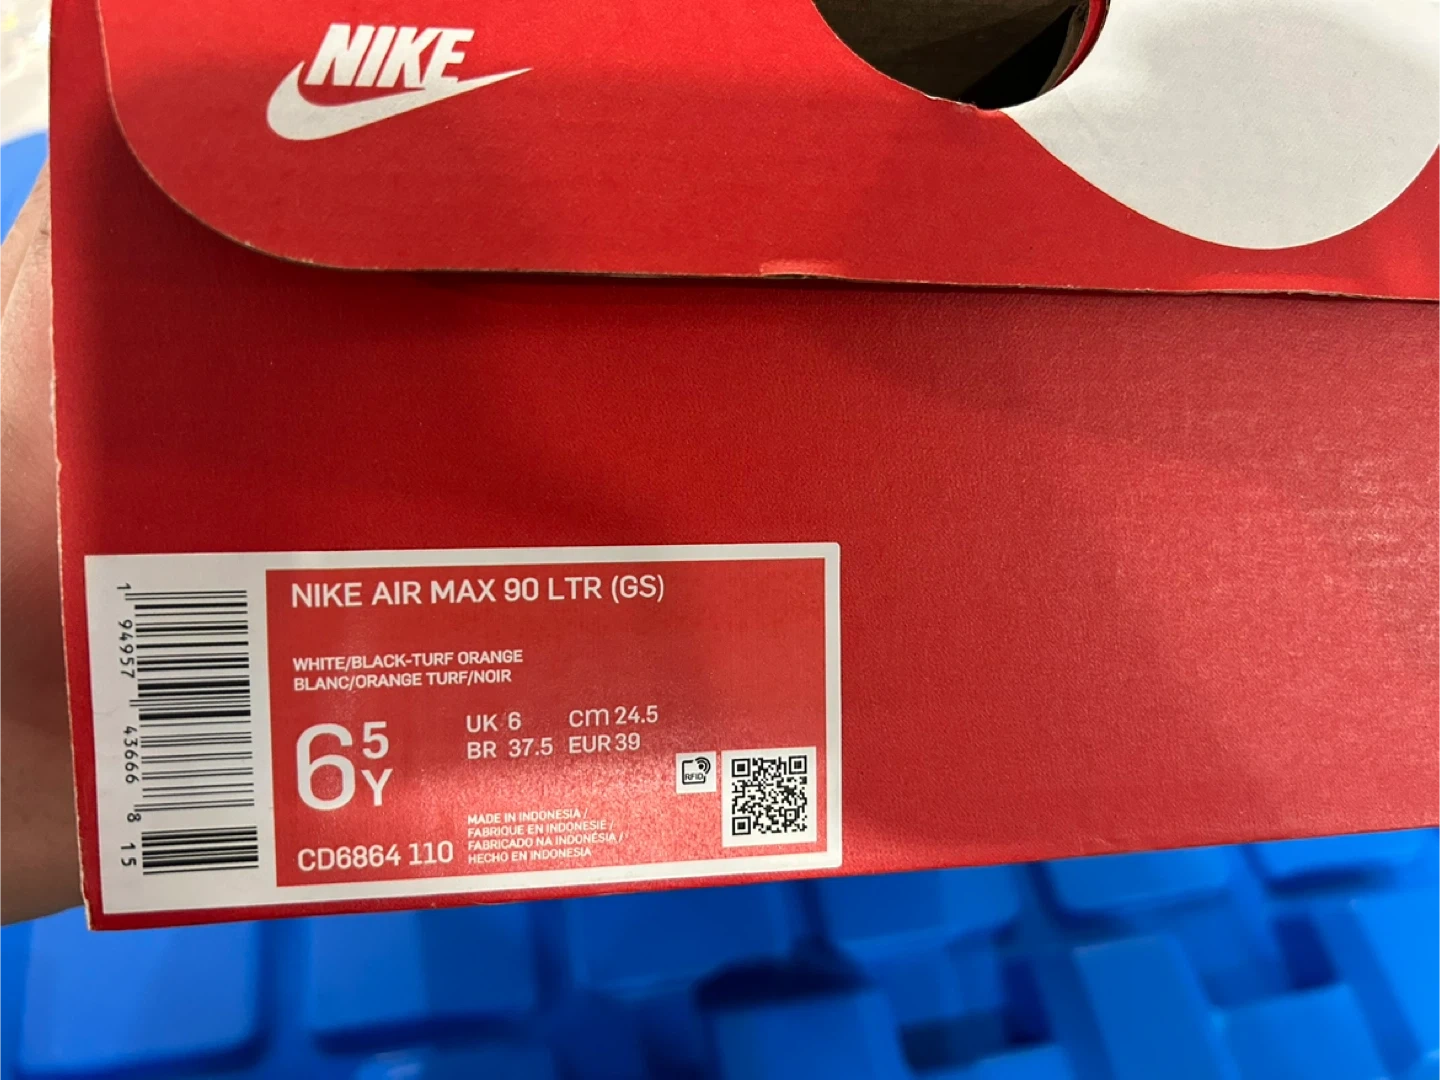 NIKE
NIKE AIR MAX 90 LTR (GS)
WHITE/BLACK-TURF ORANGE
BLANC/ORANGE TURF/NOIR
6 5 Y
UK 6 cm 24.5
BR 37.5 EUR 39
RFID
MADE IN INDONESIA /
FABRIQUE EN INDONESIE /
FABRICADO NA INDONÉSIA /
HECHO EN INDONESIA
CD6864 110
1 94957 43666 8 15